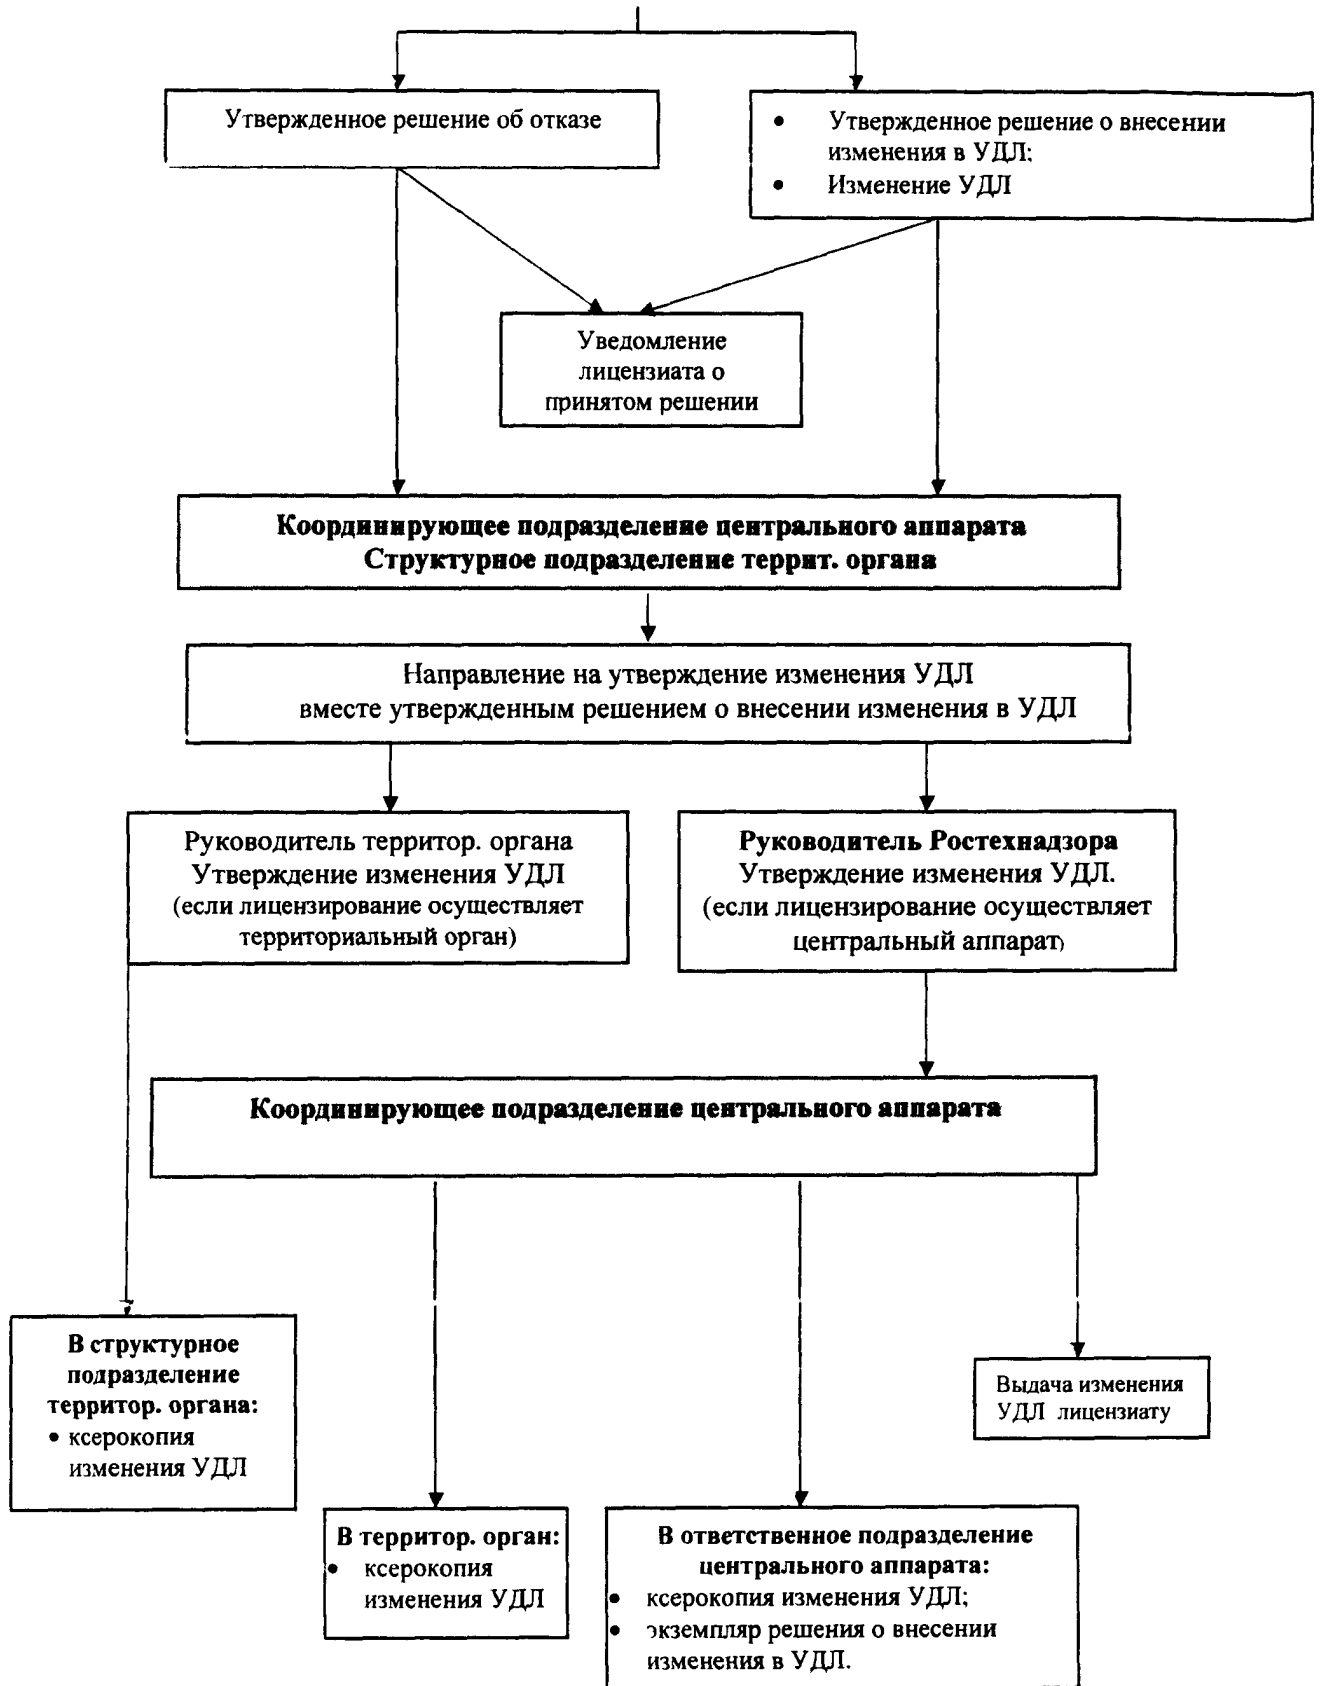 Утвержденное решение об отказе
• Утвержденное решение о внесении
изменения в УДЛ;
• Изменение УДЛ
Уведомление
лицензиата о
принятом решении
Координирующее подразделение центрального аппарата
Структурное подразделение террит. органа
Направление на утверждение изменения УДЛ
вместе утвержденным решением о внесении изменения в УДЛ
Руководитель территор. органа
Утверждение изменения УДЛ
(если лицензирование осуществляет
территориальный орган)
Руководитель Ростехнадзора
Утверждение изменения УДЛ.
(если лицензирование осуществляет
центральный аппарат)
Координирующее подразделение центрального аппарата
В структурное
подразделение
территор. органа:
• ксерокопия
изменения УДЛ
Выдача изменения
УДЛ лицензиату
В территор. орган:
• ксерокопия
изменения УДЛ
В ответственное подразделение
центрального аппарата:
• ксерокопия изменения УДЛ;
• экземпляр решения о внесении
изменения в УДЛ.